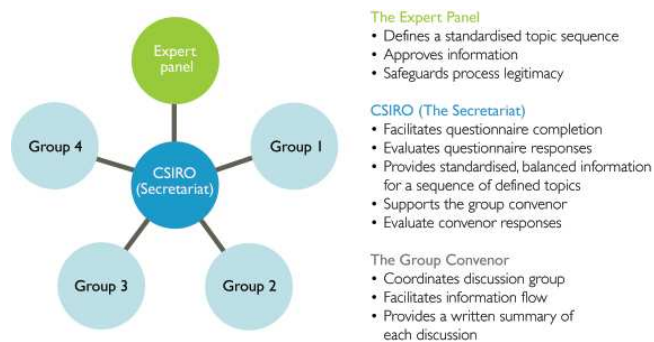 Expert
panel
Group 4
Group 1
CSIRO
(Secretariat)
Group 3
Group 2
The Expert Panel
• Defines a standardised topic sequence
• Approves information
• Safeguards process legitimacy
CSIRO (The Secretariat)
• Facilitates questionnaire completion
• Evaluates questionnaire responses
• Provides standardised, balanced information
for a sequence of defined topics
• Supports the group convenor
• Evaluate convenor responses
The Group Convenor
• Coordinates discussion group
• Facilitates information flow
• Provides a written summary of
each discussion